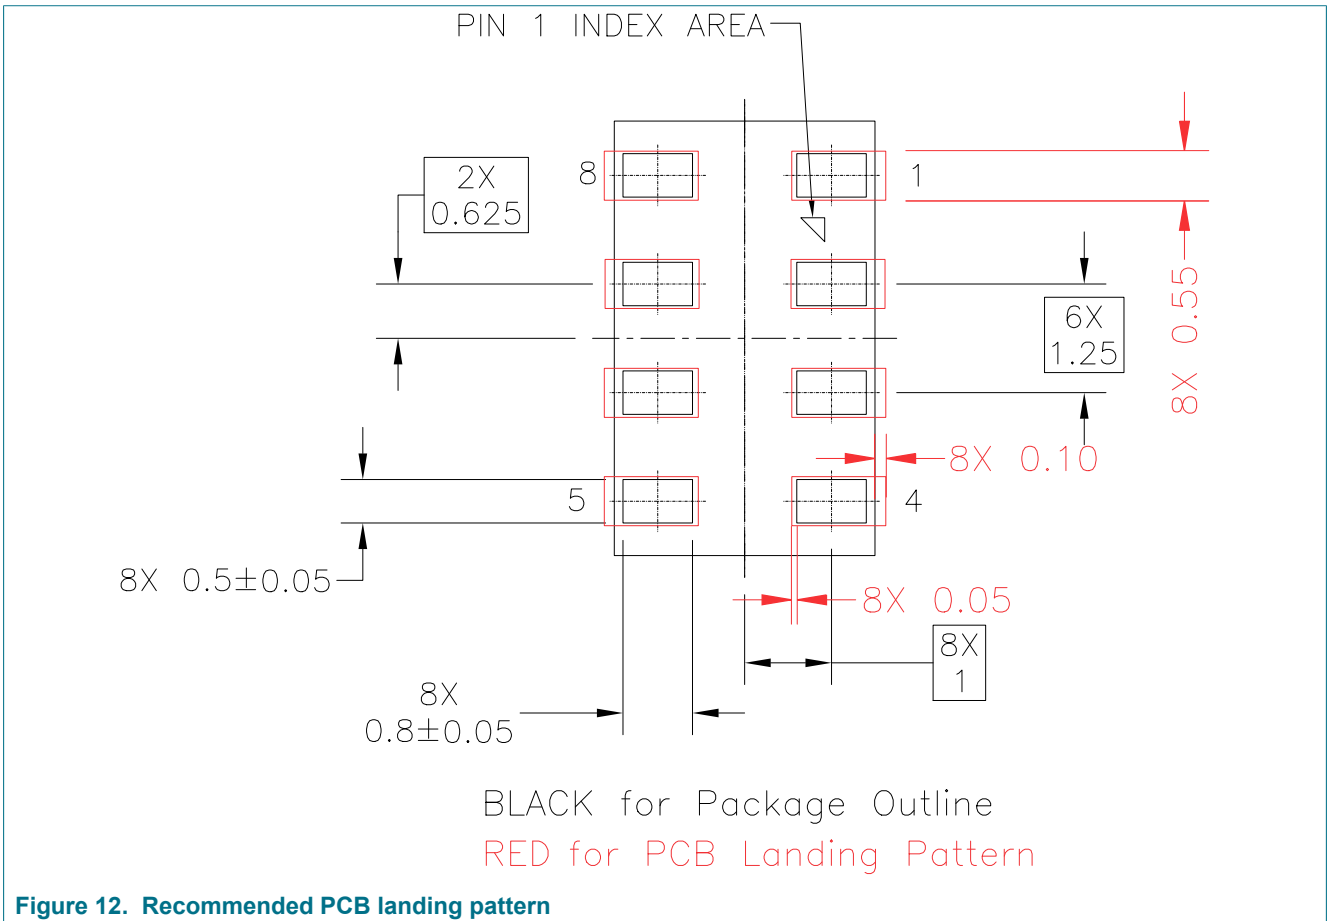 PIN 1 INDEX AREA
8
1
2X
0.625
8X 0.55
6X
1.25
8X 0.10
5
4
8X 0.5±0.05
8X 0.05
8X
1
8X
0.8±0.05
BLACK for Package Outline
RED for PCB Landing Pattern
Figure 12. Recommended PCB landing pattern